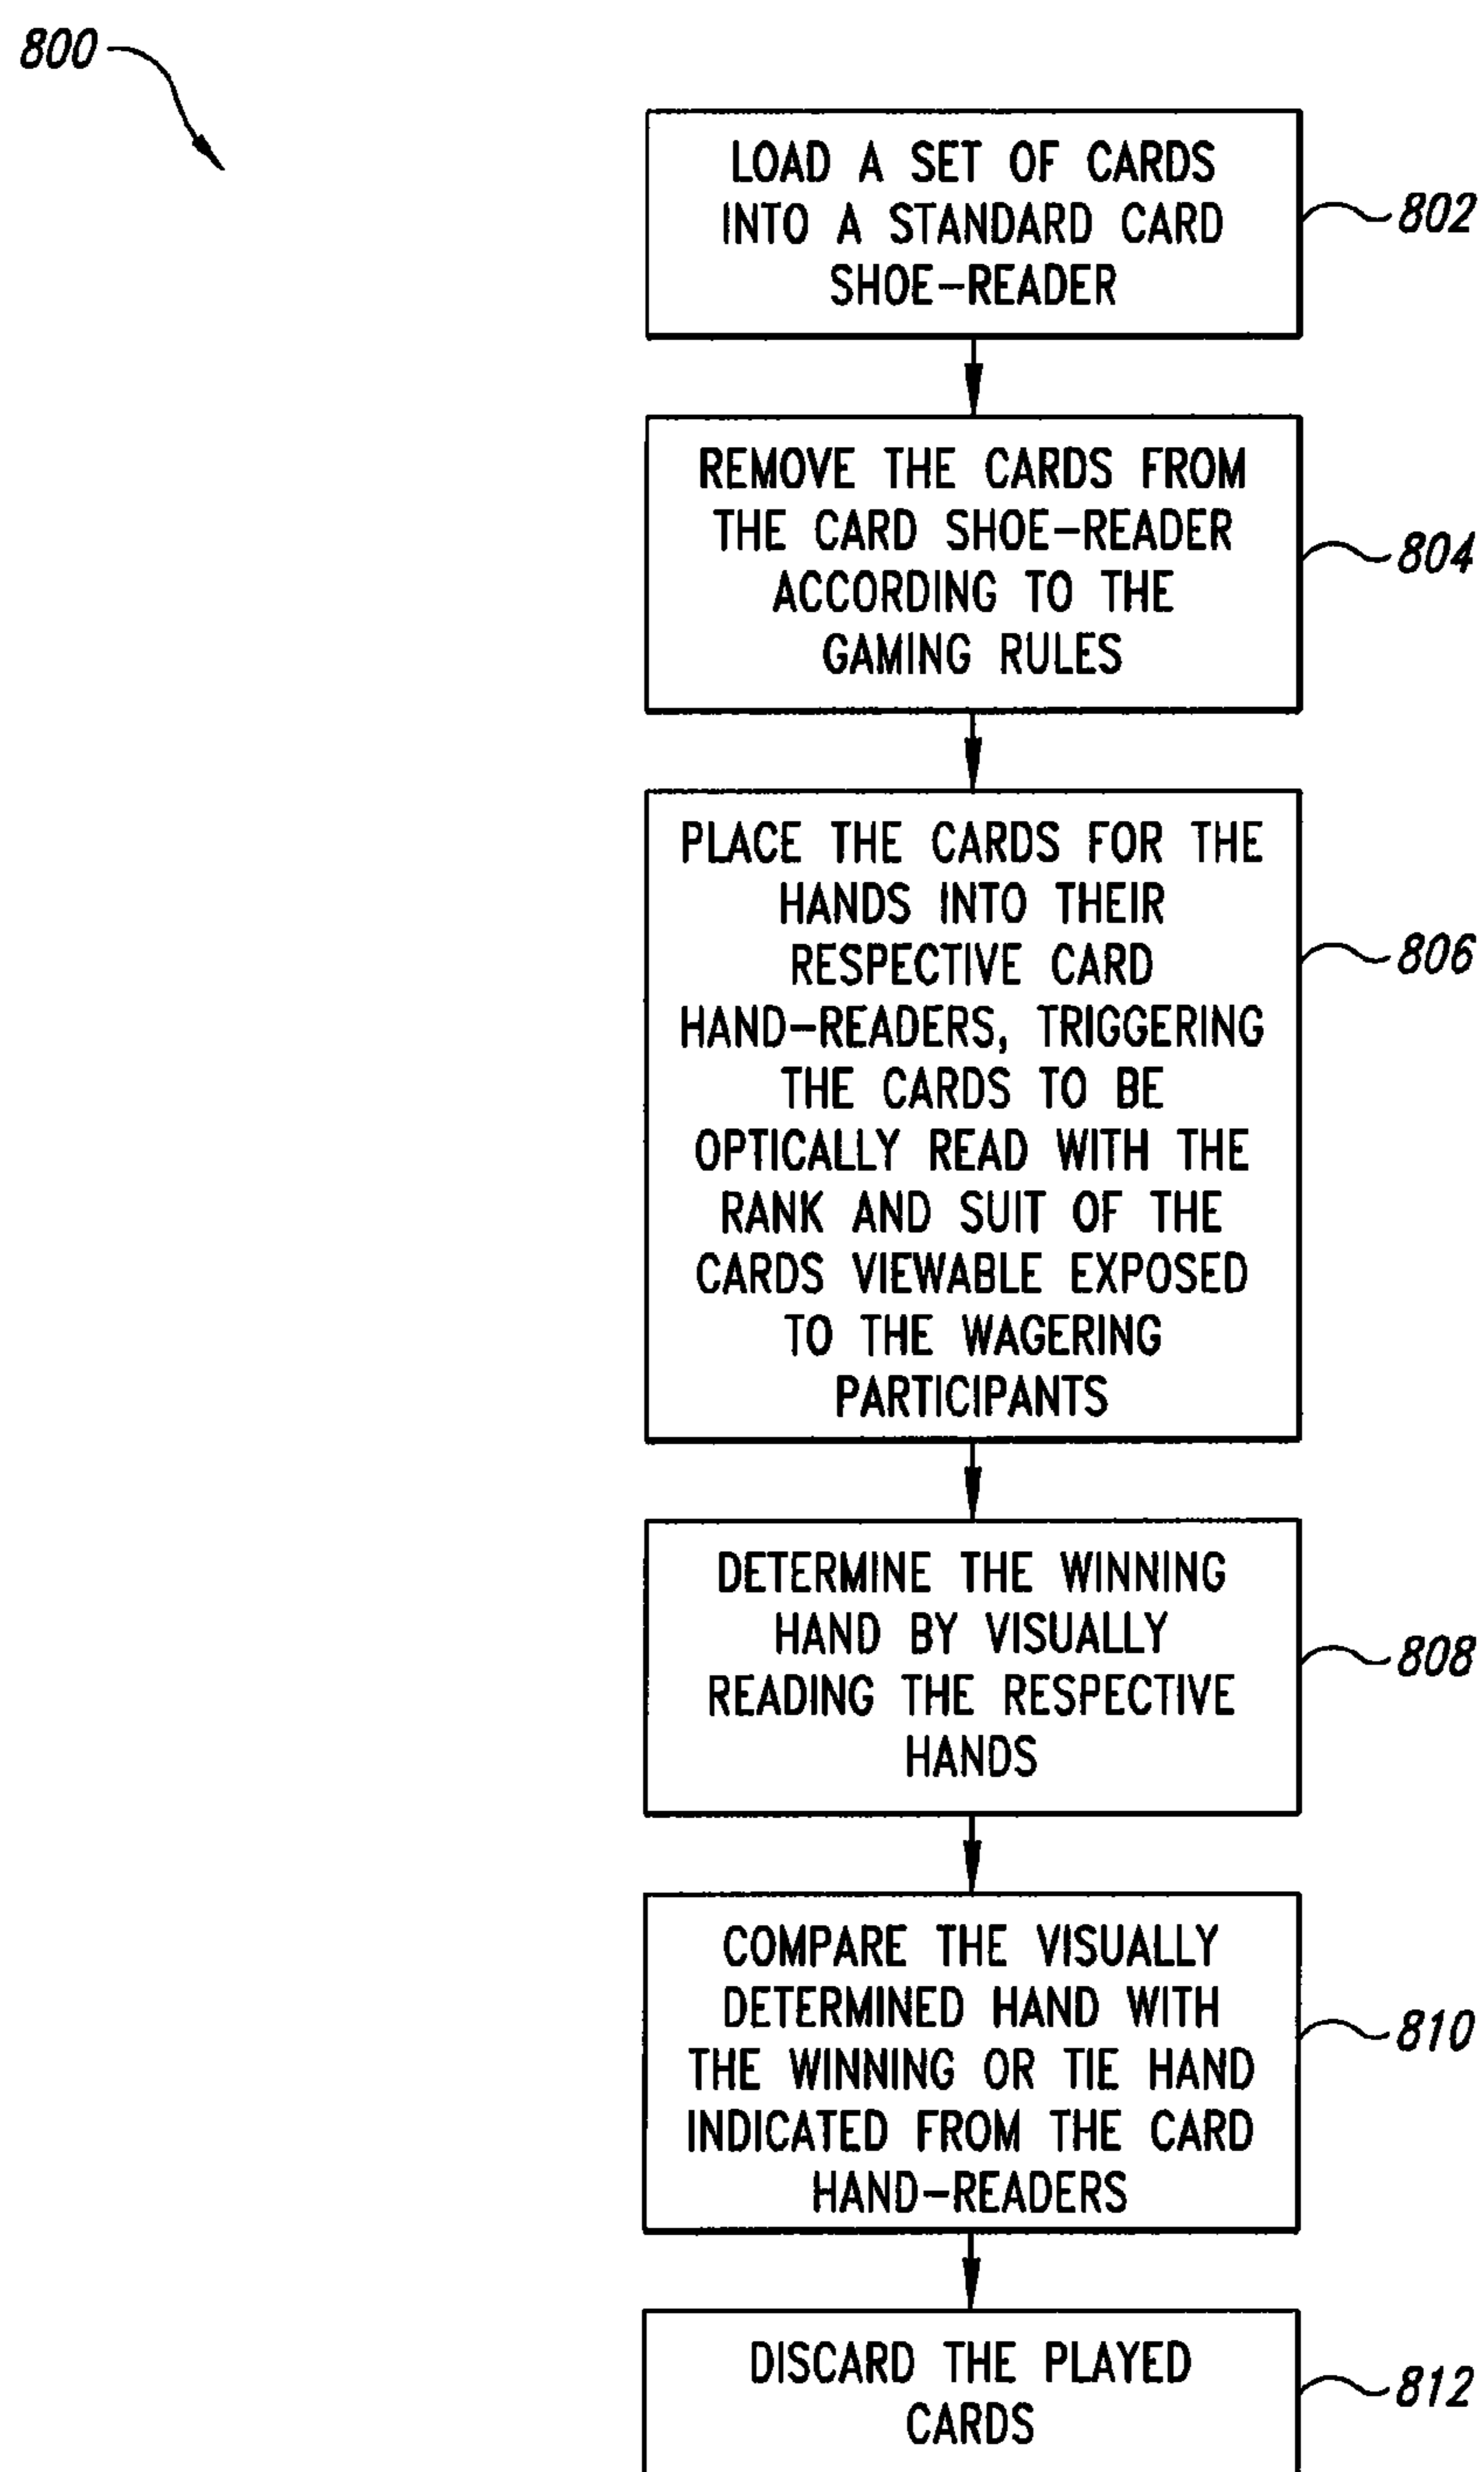 800
LOAD A SET OF CARDS
INTO A STANDARD CARD
SHOE-READER
802
REMOVE THE CARDS FROM
THE CARD SHOE-READER
ACCORDING TO THE
GAMING RULES
804
PLACE THE CARDS FOR THE
HANDS INTO THEIR
RESPECTIVE CARD
HAND-READERS, TRIGGERING
THE CARDS TO BE
OPTICALLY READ WITH THE
RANK AND SUIT OF THE
CARDS VIEWABLE EXPOSED
TO THE WAGERING
PARTICIPANTS
806
DETERMINE THE WINNING
HAND BY VISUALLY
READING THE RESPECTIVE
HANDS
808
COMPARE THE VISUALLY
DETERMINED HAND WITH
THE WINNING OR TIE HAND
INDICATED FROM THE CARD
HAND-READERS
810
DISCARD THE PLAYED
CARDS
812